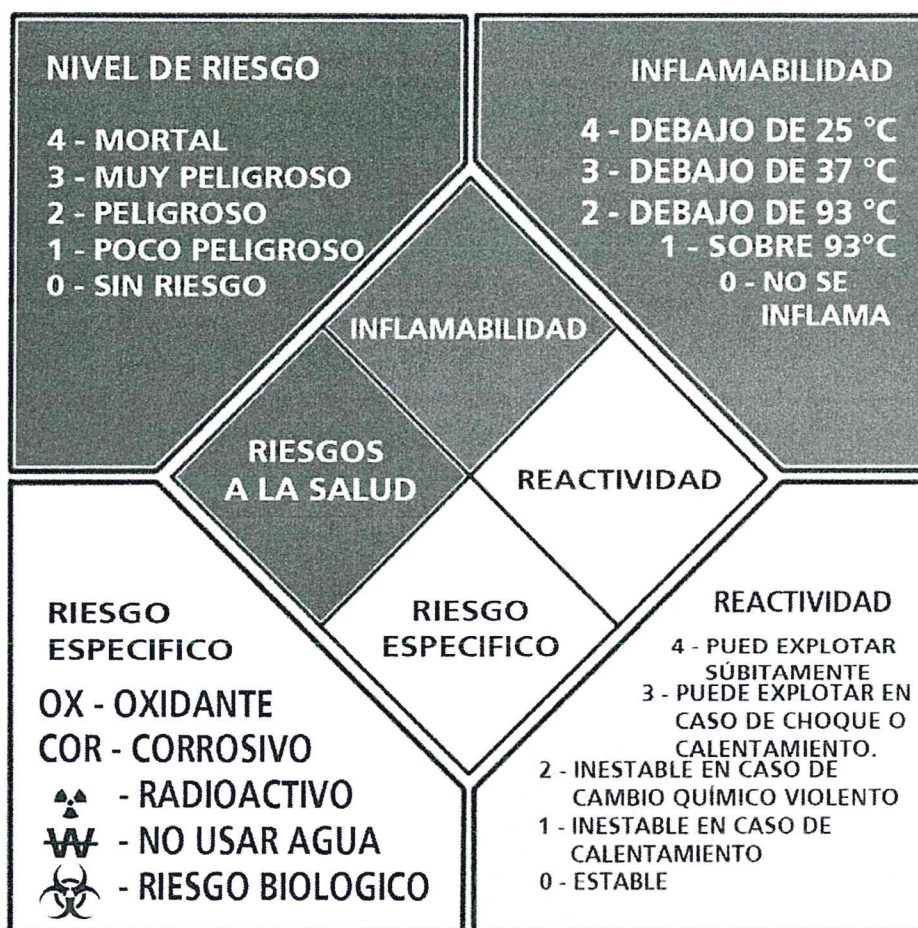 NIVEL DE RIESGO
4 - MORTAL
3 - MUY PELIGROSO
2 - PELIGROSO
1 - POCO PELIGROSO
0 - SIN RIESGO
INFLAMABILIDAD
4 - DEBAJO DE 25 °C
3 - DEBAJO DE 37 °C
2 - DEBAJO DE 93 °C
1 - SOBRE 93°C
0 - NO SE
INFLAMA
INFLAMABILIDAD
RIESGOS
A LA SALUD
REACTIVIDAD
RIESGO
ESPECIFICO
RIESGO
ESPECIFICO
OX - OXIDANTE
COR - CORROSIVO
- RADIOACTIVO
W - NO USAR AGUA
- RIESGO BIOLOGICO
REACTIVIDAD
4 - PUED EXPLOTAR
SÚBITAMENTE
3 - PUEDE EXPLOTAR EN
CASO DE CHOQUE O
CALENTAMIENTO.
2 - INESTABLE EN CASO DE
CAMBIO QUÍMICO VIOLENTO
1 - INESTABLE EN CASO DE
CALENTAMIENTO
0 - ESTABLE